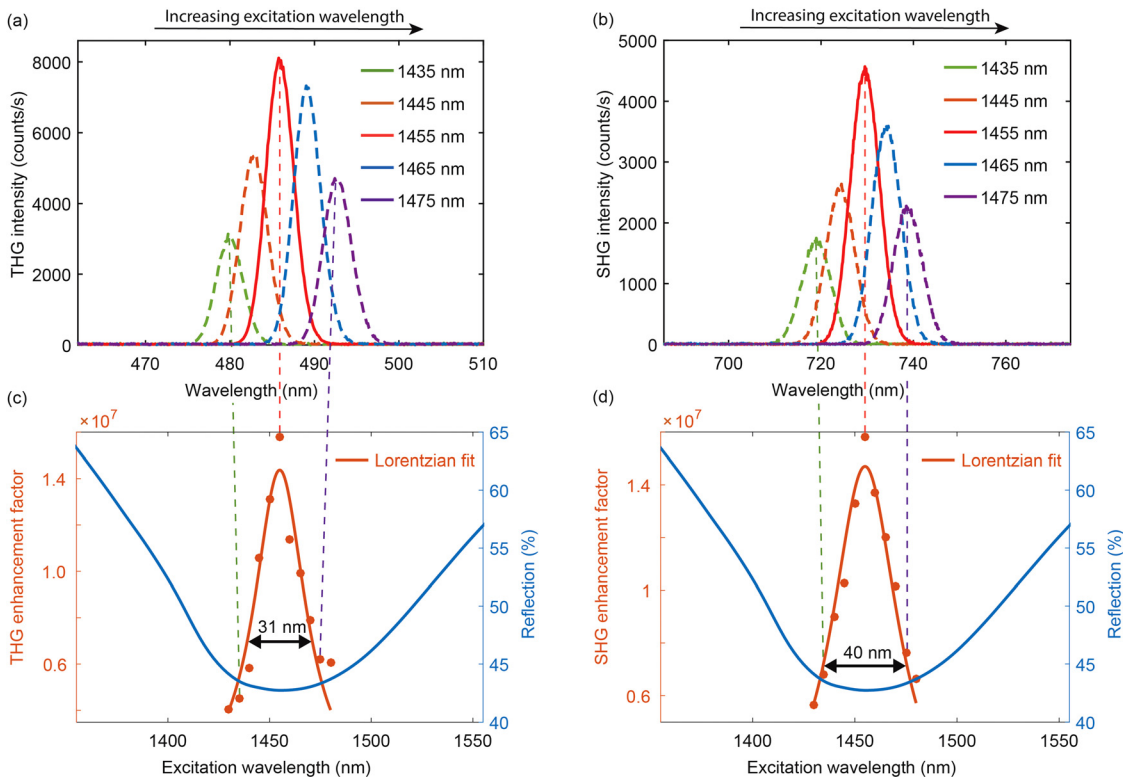 (a)
Increasing excitation wavelength
THG intensity (counts/s)
8000
6000
4000
2000
0
1435 nm
1445 nm
1455 nm
1465 nm
1475 nm
470
480
490
500
510
Wavelength (nm)
(b)
Increasing excitation wavelength
SHG intensity (counts/s)
5000
4000
3000
2000
1000
0
1435 nm
1445 nm
1455 nm
1465 nm
1475 nm
700
720
740
760
Wavelength (nm)
(c)
× 10⁷
THG enhancement factor
1.4
1.0
0.6
Lorentzian fit
31 nm
65
60
55
50
45
40
Reflection (%)
1400
1450
1500
1550
Excitation wavelength (nm)
(d)
× 10⁷
SHG enhancement factor
1.4
1
0.6
Lorentzian fit
40 nm
65
60
55
50
45
40
Reflection (%)
1400
1450
1500
1550
Excitation wavelength (nm)